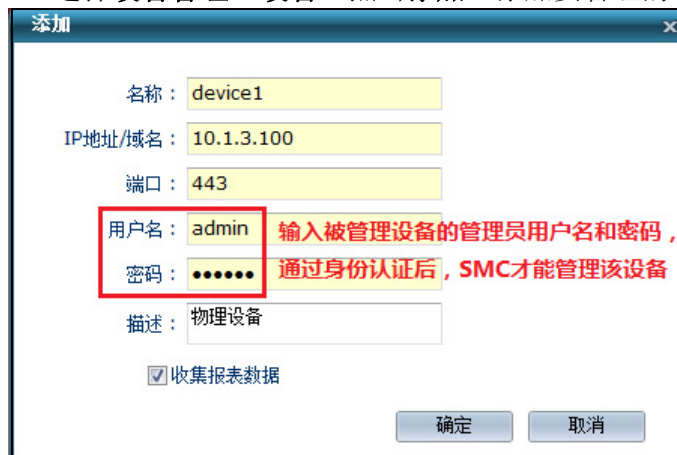 添加 x
名称： device1
IP地址/域名： 10.1.3.100
端口： 443
用户名： admin 输入被管理设备的管理员用户名和密码，
密码： ●●●●●● 通过身份认证后，SMC才能管理该设备
描述： 物理设备
收集报表数据
确定 取消